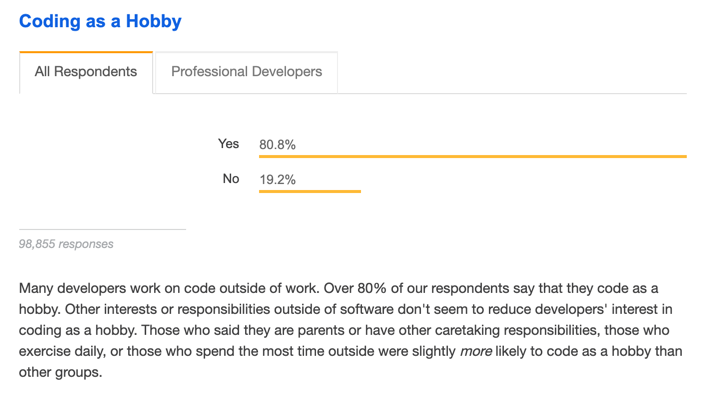 Coding as a Hobby
All Respondents
Professional Developers
Yes 80.8%
No 19.2%
98,855 responses
Many developers work on code outside of work. Over 80% of our respondents say that they code as a
hobby. Other interests or responsibilities outside of software don't seem to reduce developers' interest in
coding as a hobby. Those who said they are parents or have other caretaking responsibilities, those who
exercise daily, or those who spend the most time outside were slightly more likely to code as a hobby than
other groups.